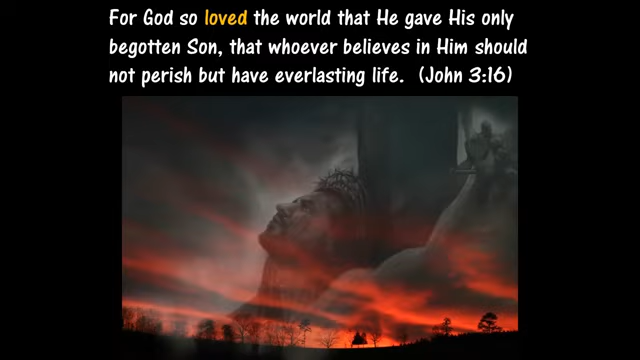 For God so loved the world that He gave His only
begotten Son, that whoever believes in Him should
not perish but have everlasting life. (John 3:16)